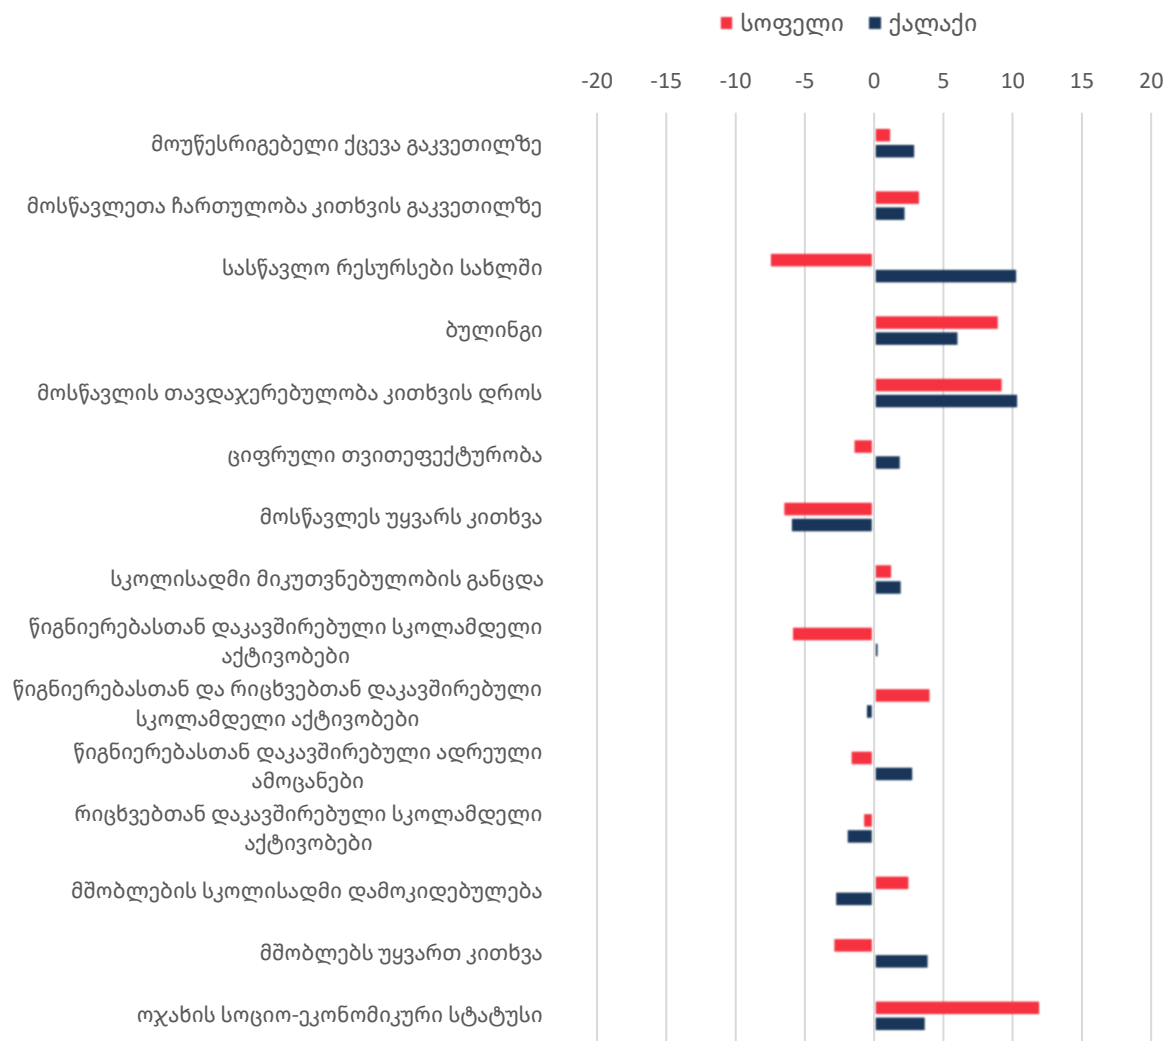 სოფელი ქალაქი
-20 -15 -10 -5 0 5 10 15 20
მოუწესრიგებელი ქცევა გაკვეთილზე
მოსწავლეთა ჩართულობა კითხვის გაკვეთილზე
სასწავლო რესურსები სახლში
ბულინგი
მოსწავლის თავდაჯერებულობა კითხვის დროს
ციფრული თვითეფექტურობა
მოსწავლეს უყვარს კითხვა
სკოლისადმი მიკუთვნებულობის განცდა
წიგნიერებასთან დაკავშირებული სკოლამდელი
აქტივობები
წიგნიერებასთან და რიცხვებთან დაკავშირებული
სკოლამდელი აქტივობები
წიგნიერებასთან დაკავშირებული ადრეული
ამოცანები
რიცხვებთან დაკავშირებული სკოლამდელი
აქტივობები
მშობლების სკოლისადმი დამოკიდებულება
მშობლებს უყვართ კითხვა
ოჯახის სოციო-ეკონომიკური სტატუსი